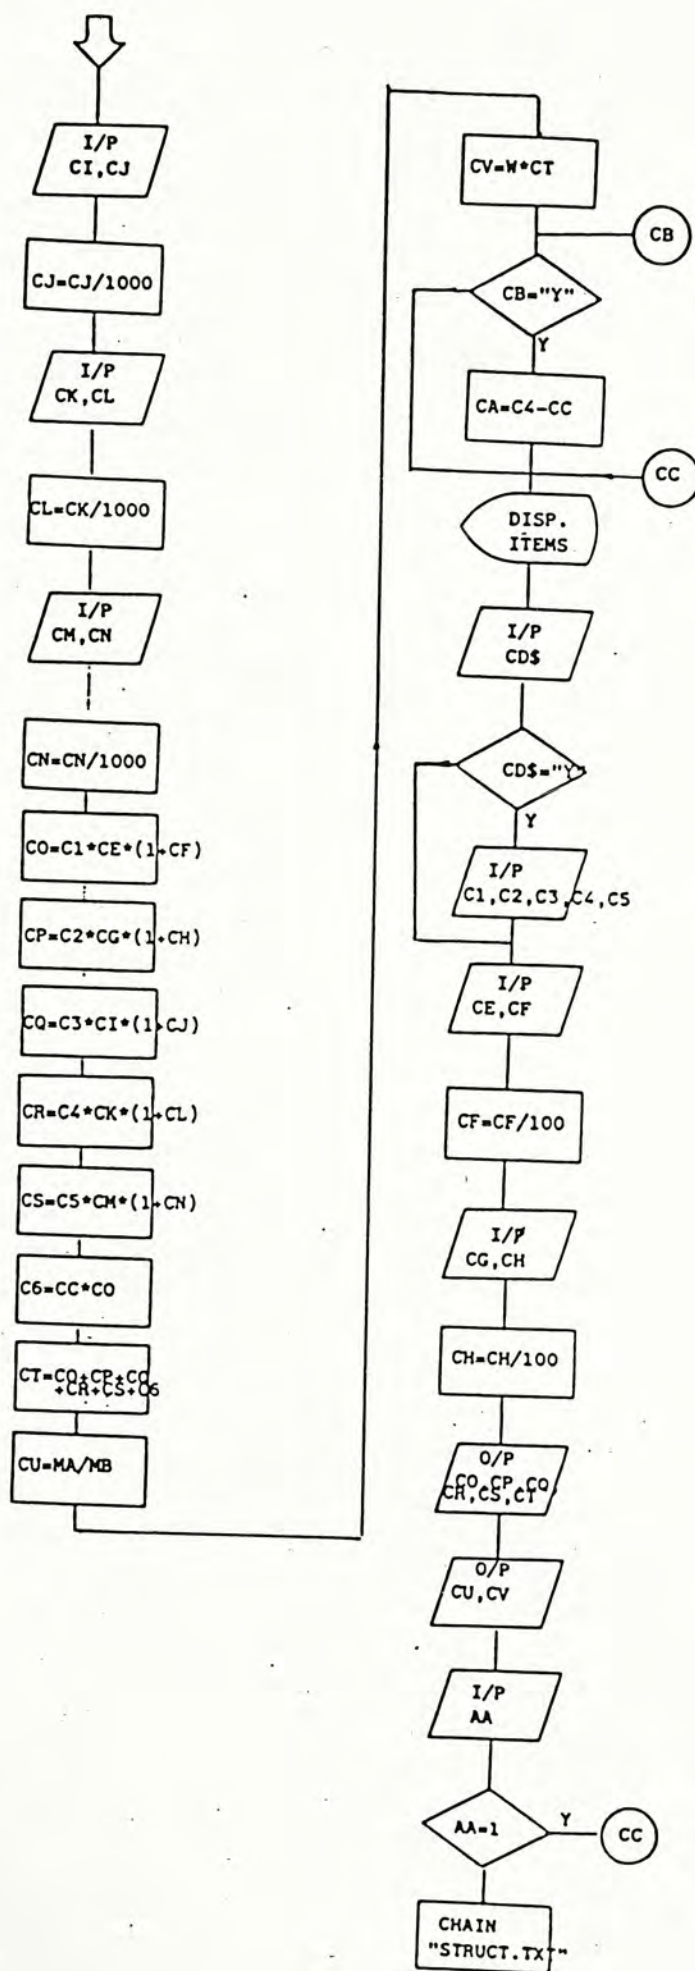 I/P
CI,CJ
CJ=CJ/1000
I/P
CK,CL
CL=CK/1000
I/P
CM,CN
CN=CN/1000
CO=C1*CE*(1+CF)
CP=C2*CG*(1+CH)
CQ=C3*CI*(1+CJ)
CR=C4*CK*(1+CL)
CS=C5*CM*(1+CN)
C6=CC*CO
CT=CO+CP+CQ
+CR+CS+C6
CU=MA/MB
CV=W*CT
CB
CB="Y"
Y
CA=C4-CC
CC
DISP.
ITEMS
I/P
CD$
CD$="Y"
Y
I/P
C1,C2,C3,C4,C5
I/P
CE,CF
CF=CF/100
I/P
CG,CH
CH=CH/100
O/P
CO,CP,CQ
CR,CS,CT
O/P
CU,CV
I/P
AA
AA=1
Y
CC
CHAIN
"STRUCT.TXT"